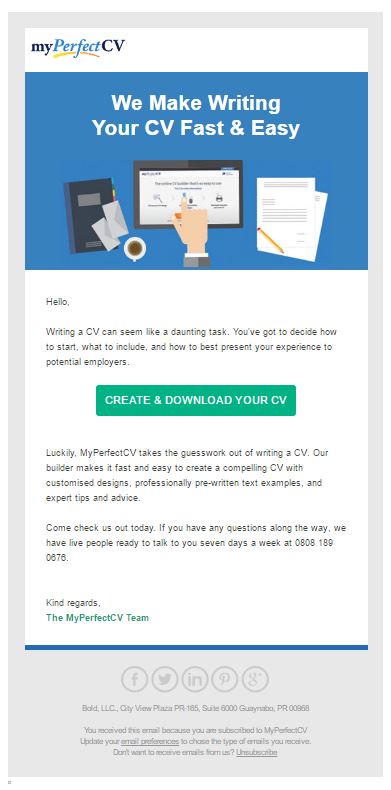 myPerfectCV
We Make Writing
Your CV Fast & Easy
myPerfectCV
The online CV builder that's so easy to use
Hello,
Writing a CV can seem like a daunting task. You've got to decide how
to start, what to include, and how to best present your experience to
potential employers.
CREATE & DOWNLOAD YOUR CV
Luckily, MyPerfectCV takes the guesswork out of writing a CV. Our
builder makes it fast and easy to create a compelling CV with
customised designs, professionally pre-written text examples, and
expert tips and advice.
Come check us out today. If you have any questions along the way, we
have live people ready to talk to you seven days a week at 0808 189
0676.
Kind regards,
The MyPerfectCV Team
f in g+
Bold, LLC., City View Plaza PR-165, Suite 6000 Guaynabo, PR 00968
You received this email because you are subscribed to MyPerfectCV
Update your email preferences to chose the type of emails you receive.
Don't want to receive emails from us? Unsubscribe